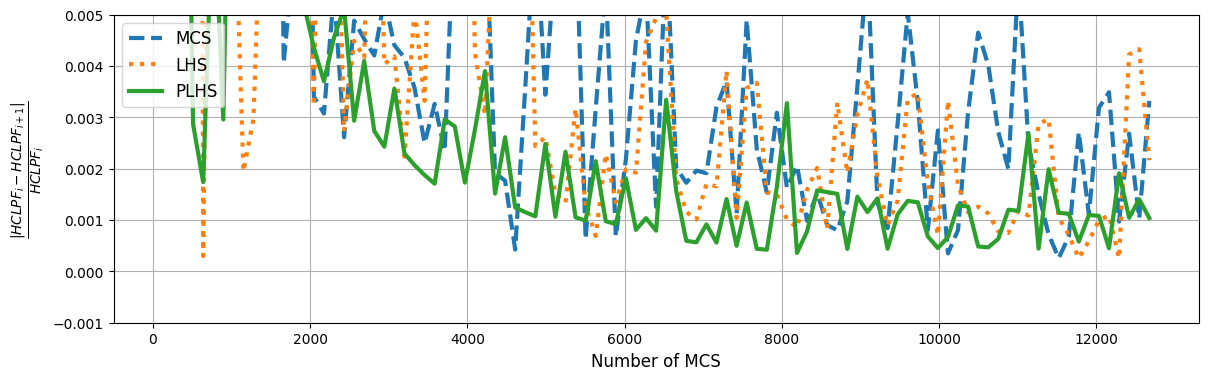 0.005
0.004
0.003
0.002
0.001
0.000
−0.001
|HCLPF_i − HCLPF_{i+1}|
HCLPF_i
MCS
LHS
PLHS
0 2000 4000 6000 8000 10000 12000
Number of MCS